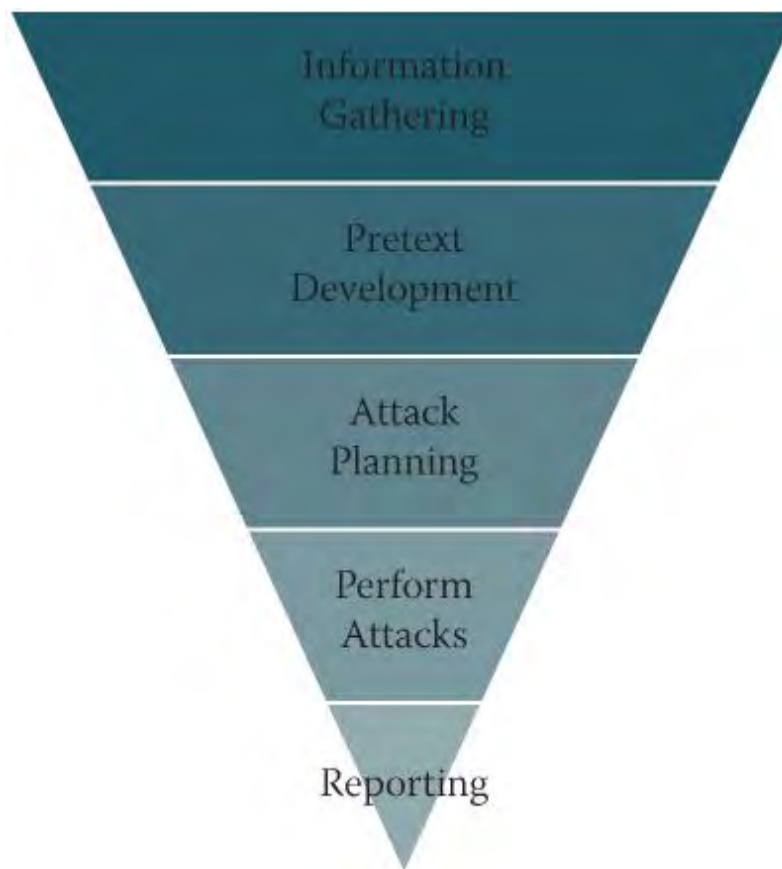 Information
Gathering
Pretext
Development
Attack
Planning
Perform
Attacks
Reporting